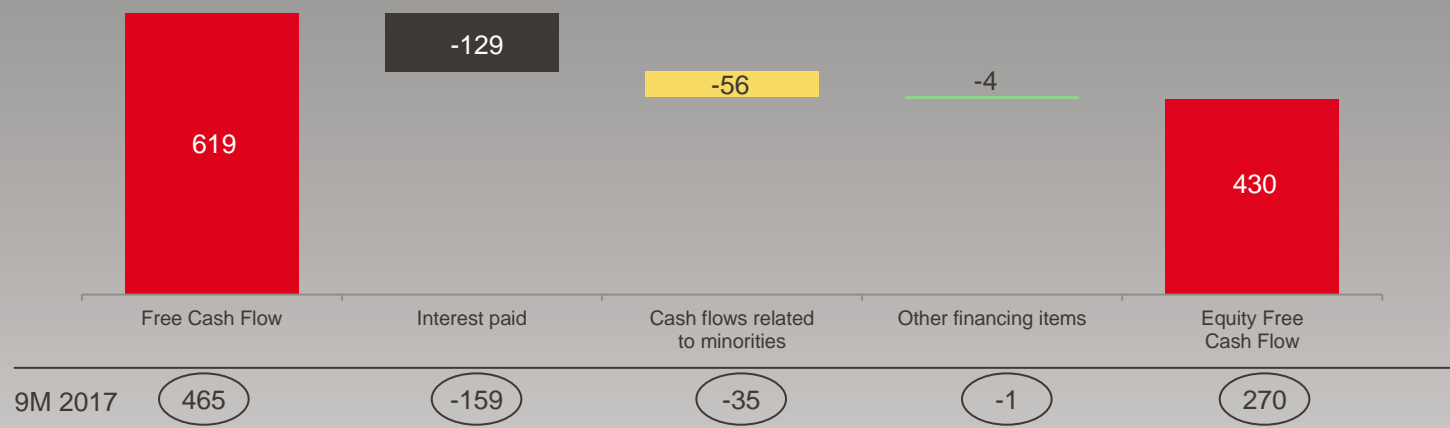 619
-129
-56
-4
430
Free Cash Flow
Interest paid
Cash flows related
to minorities
Other financing items
Equity Free
Cash Flow
9M 2017
465
-159
-35
-1
270